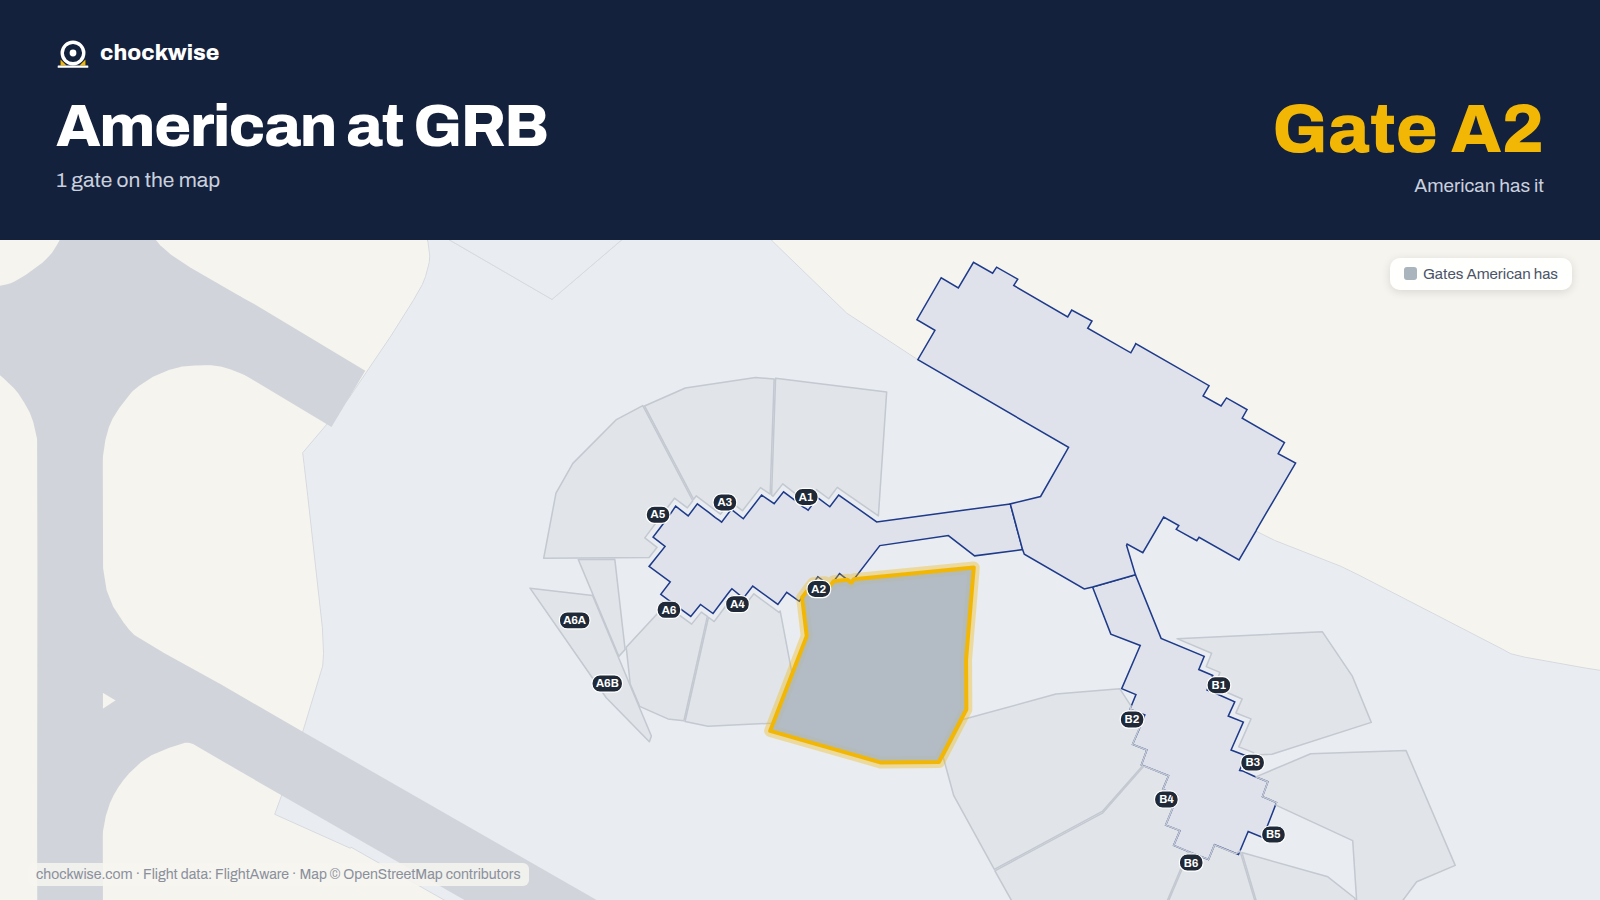 chockwise
American at GRB
1 gate on the map
Gate A2
American has it
Gates American has
A5
A3
A1
A2
A6
A4
A6A
A6B
B1
B2
B3
B4
B5
B6
chockwise.com · Flight data: FlightAware · Map © OpenStreetMap contributors